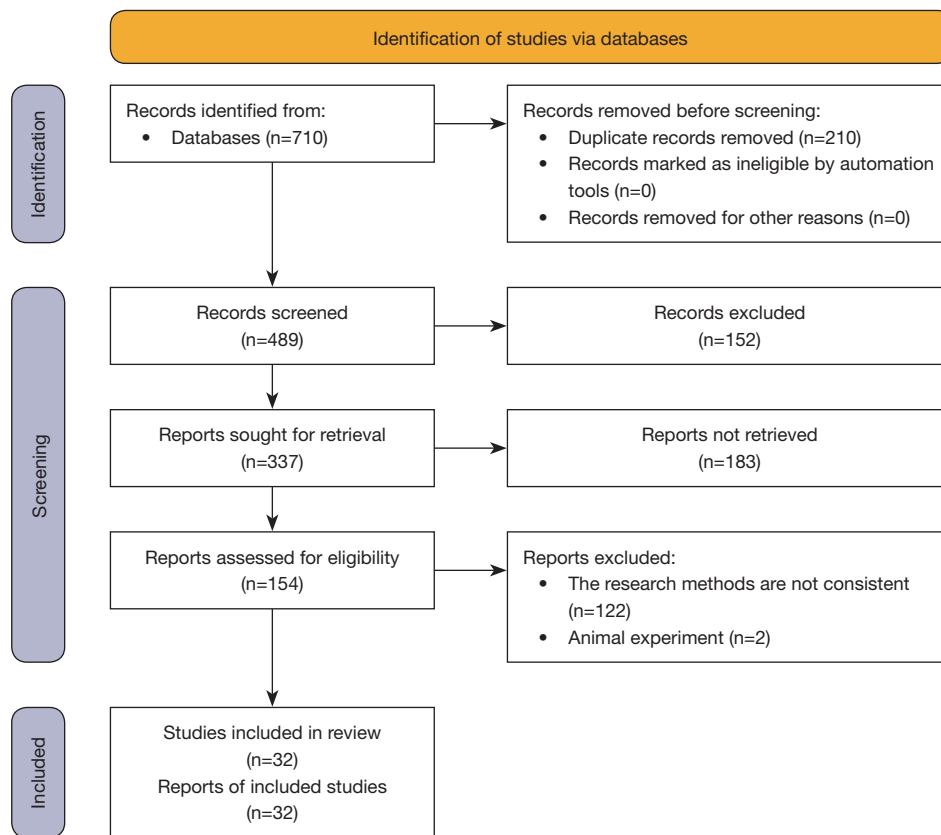 Identification of studies via databases
Identification
Records identified from:
• Databases (n=710)
Records removed before screening:
• Duplicate records removed (n=210)
• Records marked as ineligible by automation
tools (n=0)
• Records removed for other reasons (n=0)
Screening
Records screened
(n=489)
Records excluded
(n=152)
Reports sought for retrieval
(n=337)
Reports not retrieved
(n=183)
Reports assessed for eligibility
(n=154)
Reports excluded:
• The research methods are not consistent
(n=122)
• Animal experiment (n=2)
Included
Studies included in review
(n=32)
Reports of included studies
(n=32)